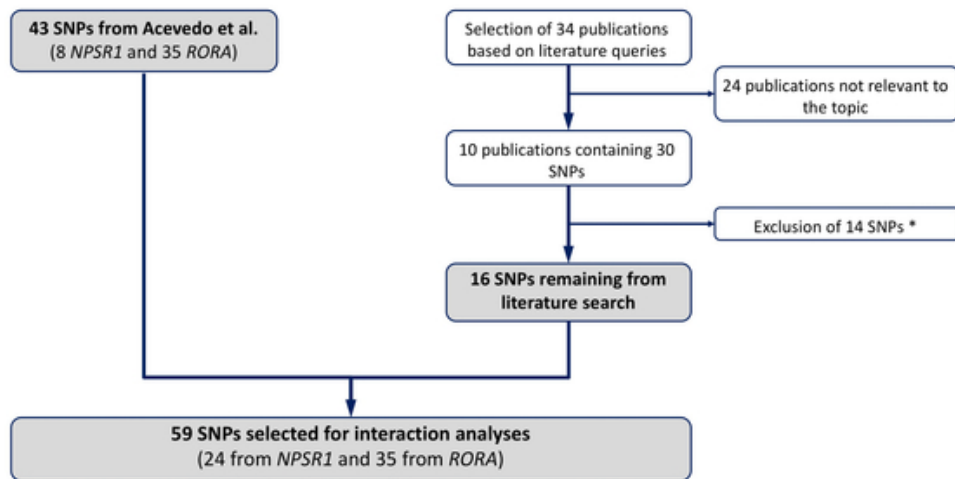 43 SNPs from Acevedo et al.
(8 NPSR1 and 35 RORA)
Selection of 34 publications
based on literature queries
24 publications not relevant to
the topic
10 publications containing 30
SNPs
Exclusion of 14 SNPs *
16 SNPs remaining from
literature search
59 SNPs selected for interaction analyses
(24 from NPSR1 and 35 from RORA)